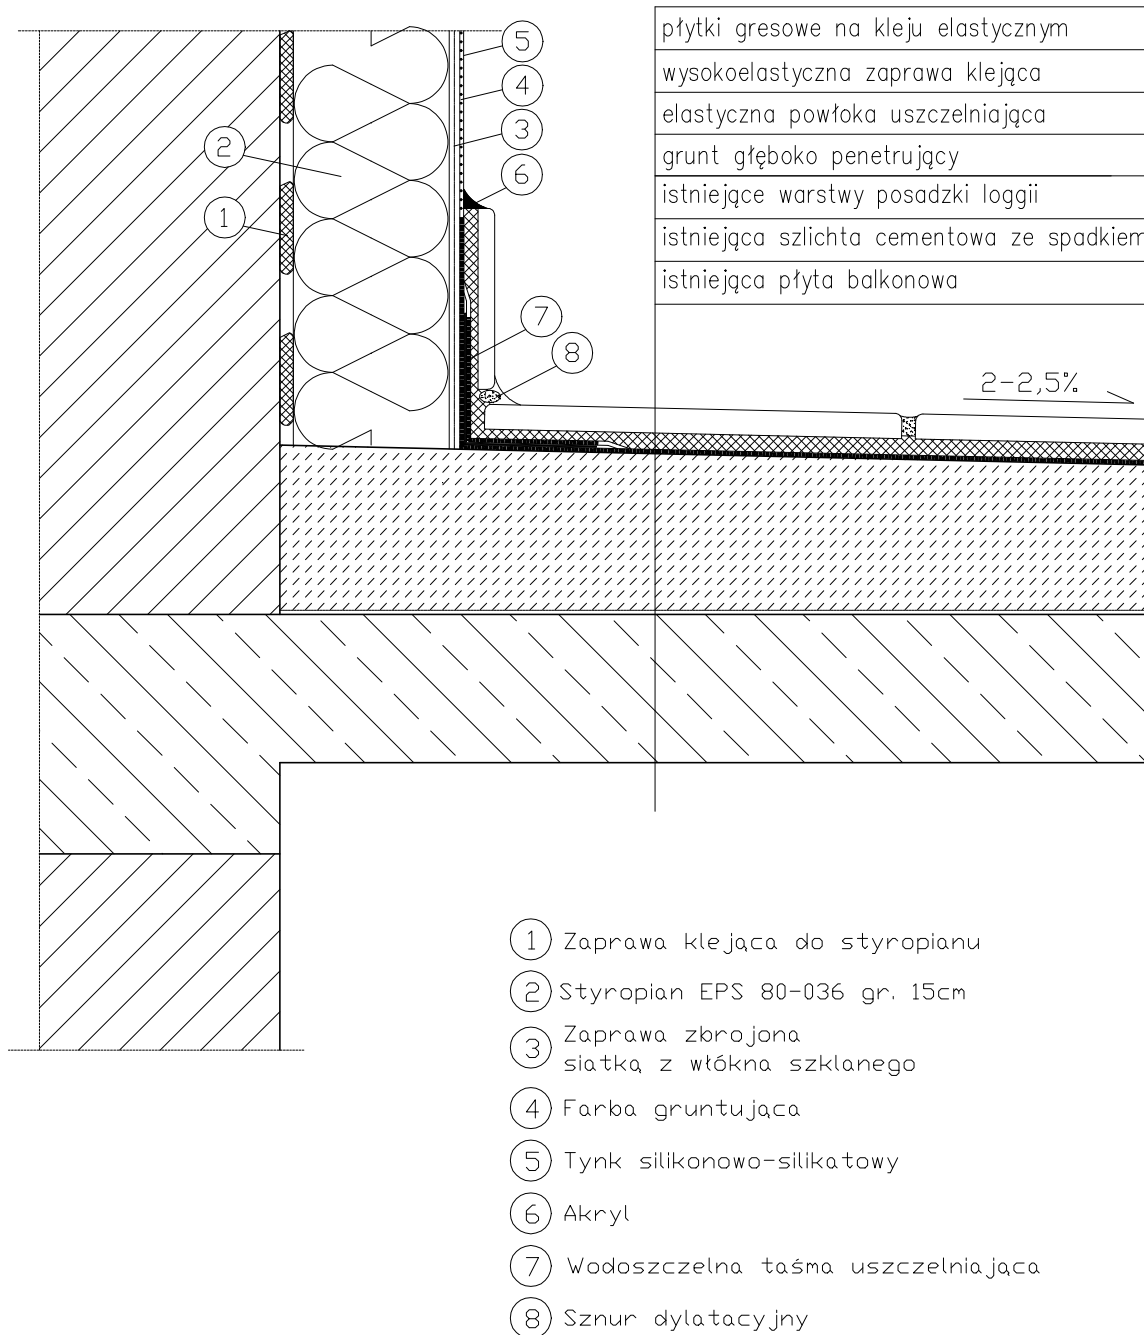 płytki gresowe na kleju elastycznym
wysokoelastyczna zaprawa klejąca
elastyczna powłoka uszczelniająca
grunt głęboko penetrujący
istniejące warstwy posadzki loggii
istniejąca szlichta cementowa ze spadkiem
istniejąca płyta balkonowa
5
4
3
6
2
1
7
8
2-2,5%
1 Zaprawa klejąca do styropianu
2 Styropian EPS 80-036 gr. 15cm
3 Zaprawa zbrojona
siatką z włókna szklanego
4 Farba gruntująca
5 Tynk silikonowo-silikatowy
6 Akryl
7 Wodoszczelna taśma uszczelniająca
8 Sznur dylatacyjny